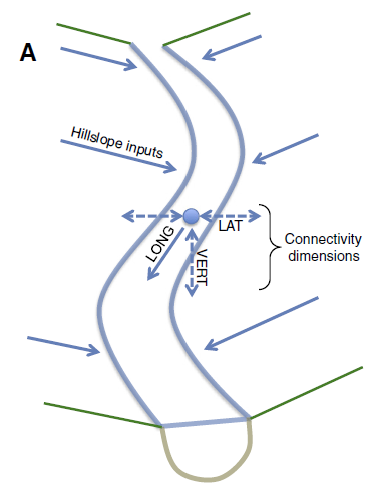 A
Hillslope inputs
LAT
LONG
VERT
Connectivity
dimensions